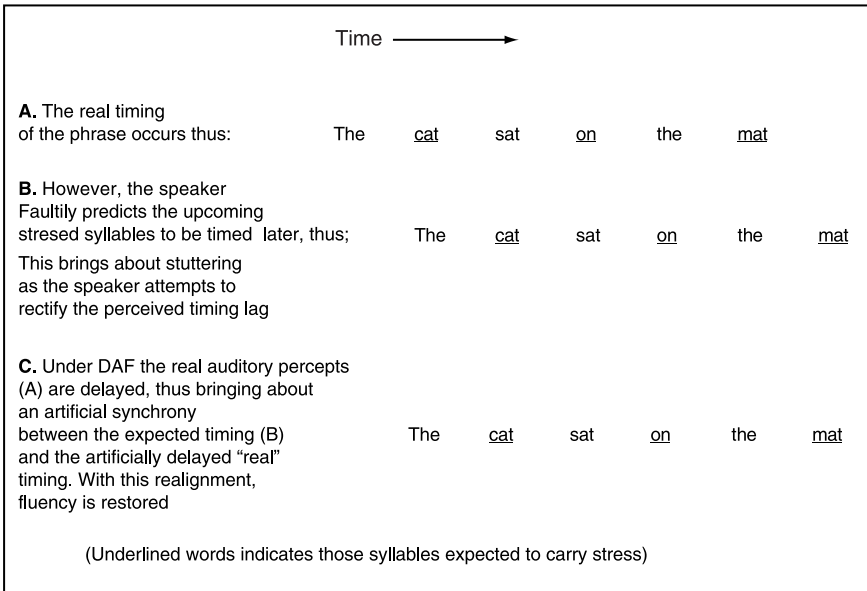 Time
A. The real timing
of the phrase occurs thus: The cat sat on the mat
B. However, the speaker
Faultily predicts the upcoming
stresed syllables to be timed later, thus; The cat sat on the mat
This brings about stuttering
as the speaker attempts to
rectify the perceived timing lag
C. Under DAF the real auditory percepts
(A) are delayed, thus bringing about
an artificial synchrony
between the expected timing (B) The cat sat on the mat
and the artificially delayed “real”
timing. With this realignment,
fluency is restored
(Underlined words indicates those syllables expected to carry stress)